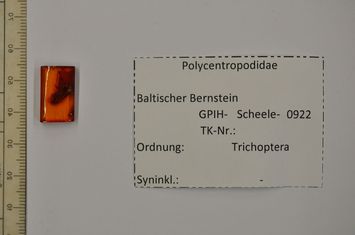 Polycentropodidae
Baltischer Bernstein
GPIH- Scheele- 0922
TK-Nr.:
Ordnung: Trichoptera
Syninkl.: -